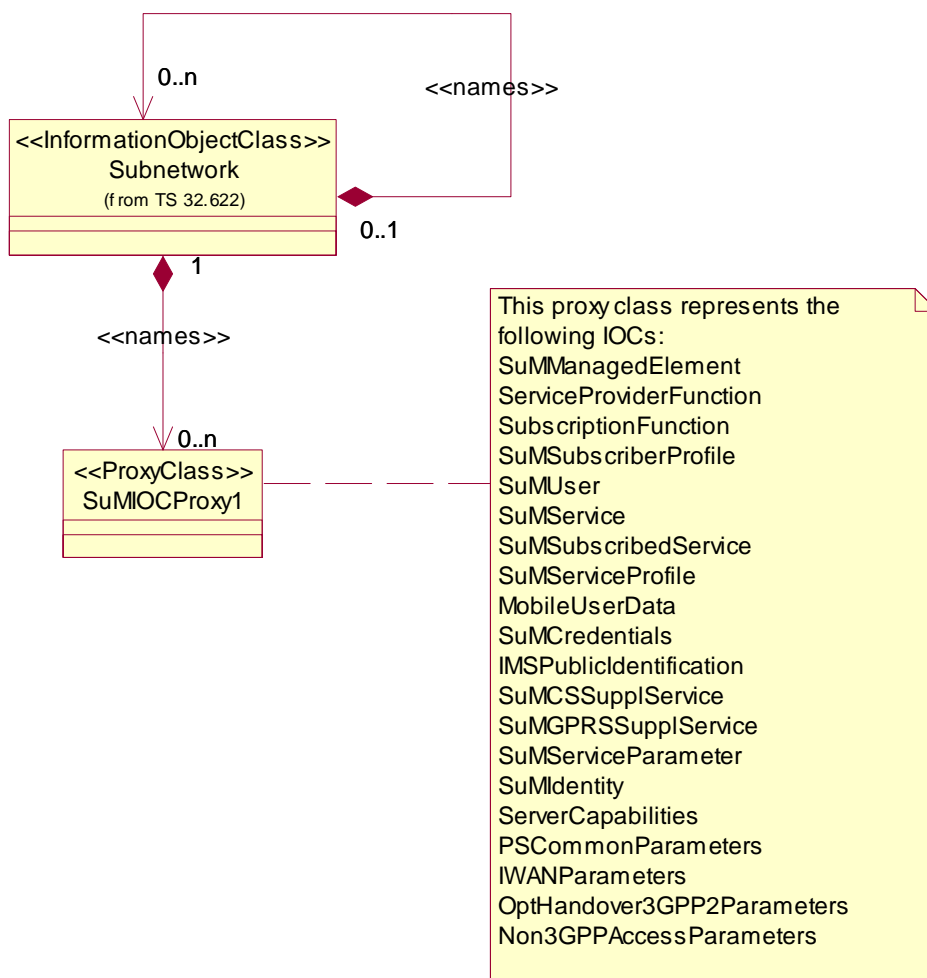 0..n
<<names>>
<<InformationObjectClass>>
Subnetwork
(from TS 32.622)
0..1
1
<<names>>
0..n
<<ProxyClass>>
SuMIOCProxy1
This proxy class represents the
following IOCs:
SuMManagedElement
ServiceProviderFunction
SubscriptionFunction
SuMSubscriberProfile
SuMUser
SuMService
SuMSubscribedService
SuMServiceProfile
MobileUserData
SuMCredentials
IMSPublicIdentification
SuMCSSupplService
SuMGPRSSupplService
SuMServiceParameter
SuMIdentity
ServerCapabilities
PSCommonParameters
IWANParameters
OptHandover3GPP2Parameters
Non3GPPAccessParameters